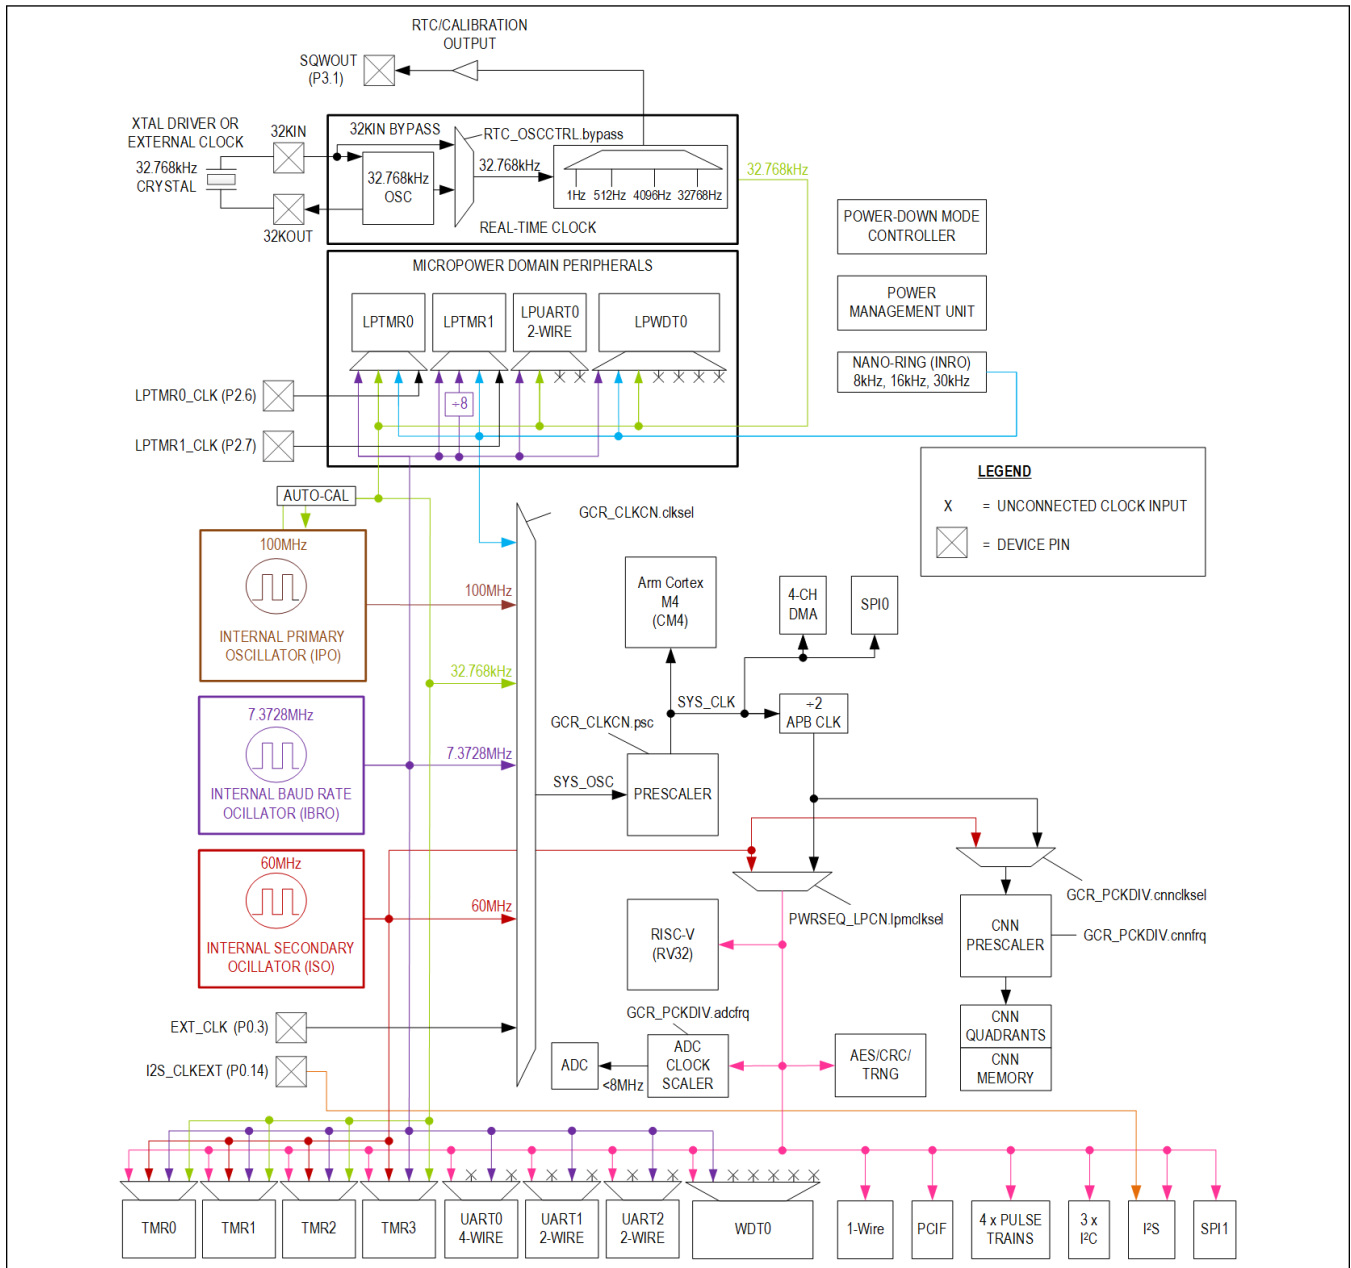 RTC/CALIBRATION
OUTPUT
SQWOUT
(P3.1)
XTAL DRIVER OR
EXTERNAL CLOCK
32KIN
32KIN BYPASS
RTC_OSCCTRL.bypass
32.768kHz
CRYSTAL
32.768kHz
OSC
32.768kHz
1Hz 512Hz 4096Hz 32768Hz
32.768kHz
32KOUT
REAL-TIME CLOCK
POWER-DOWN MODE
CONTROLLER
MICROPOWER DOMAIN PERIPHERALS
POWER
MANAGEMENT UNIT
LPTMR0
LPTMR1
LPUART0
2-WIRE
LPWDT0
NANO-RING (INRO)
8kHz, 16kHz, 30kHz
LPTMR0_CLK (P2.6)
÷8
LPTMR1_CLK (P2.7)
LEGEND
X = UNCONNECTED CLOCK INPUT
= DEVICE PIN
AUTO-CAL
GCR_CLKCN.clksel
100MHz
INTERNAL PRIMARY
OSCILLATOR (IPO)
100MHz
Arm Cortex
M4
(CM4)
4-CH
DMA
SPI0
32.768kHz
SYS_CLK
÷2
APB CLK
7.3728MHz
INTERNAL BAUD RATE
OCILLATOR (IBRO)
7.3728MHz
GCR_CLKCN.psc
SYS_OSC
PRESCALER
60MHz
INTERNAL SECONDARY
OCILLATOR (ISO)
60MHz
GCR_PCKDIV.cnnclksel
PWRSEQ_LPCN.lpmclksel
RISC-V
(RV32)
CNN
PRESCALER
GCR_PCKDIV.cnnfrq
EXT_CLK (P0.3)
GCR_PCKDIV.adcfrq
CNN
QUADRANTS
CNN
MEMORY
I2S_CLKEXT (P0.14)
ADC
<8MHz
ADC
CLOCK
SCALER
AES/CRC/
TRNG
TMR0
TMR1
TMR2
TMR3
UART0
4-WIRE
UART1
2-WIRE
UART2
2-WIRE
WDT0
1-Wire
PCIF
4 x PULSE
TRAINS
3 x
I²C
I²S
SPI1